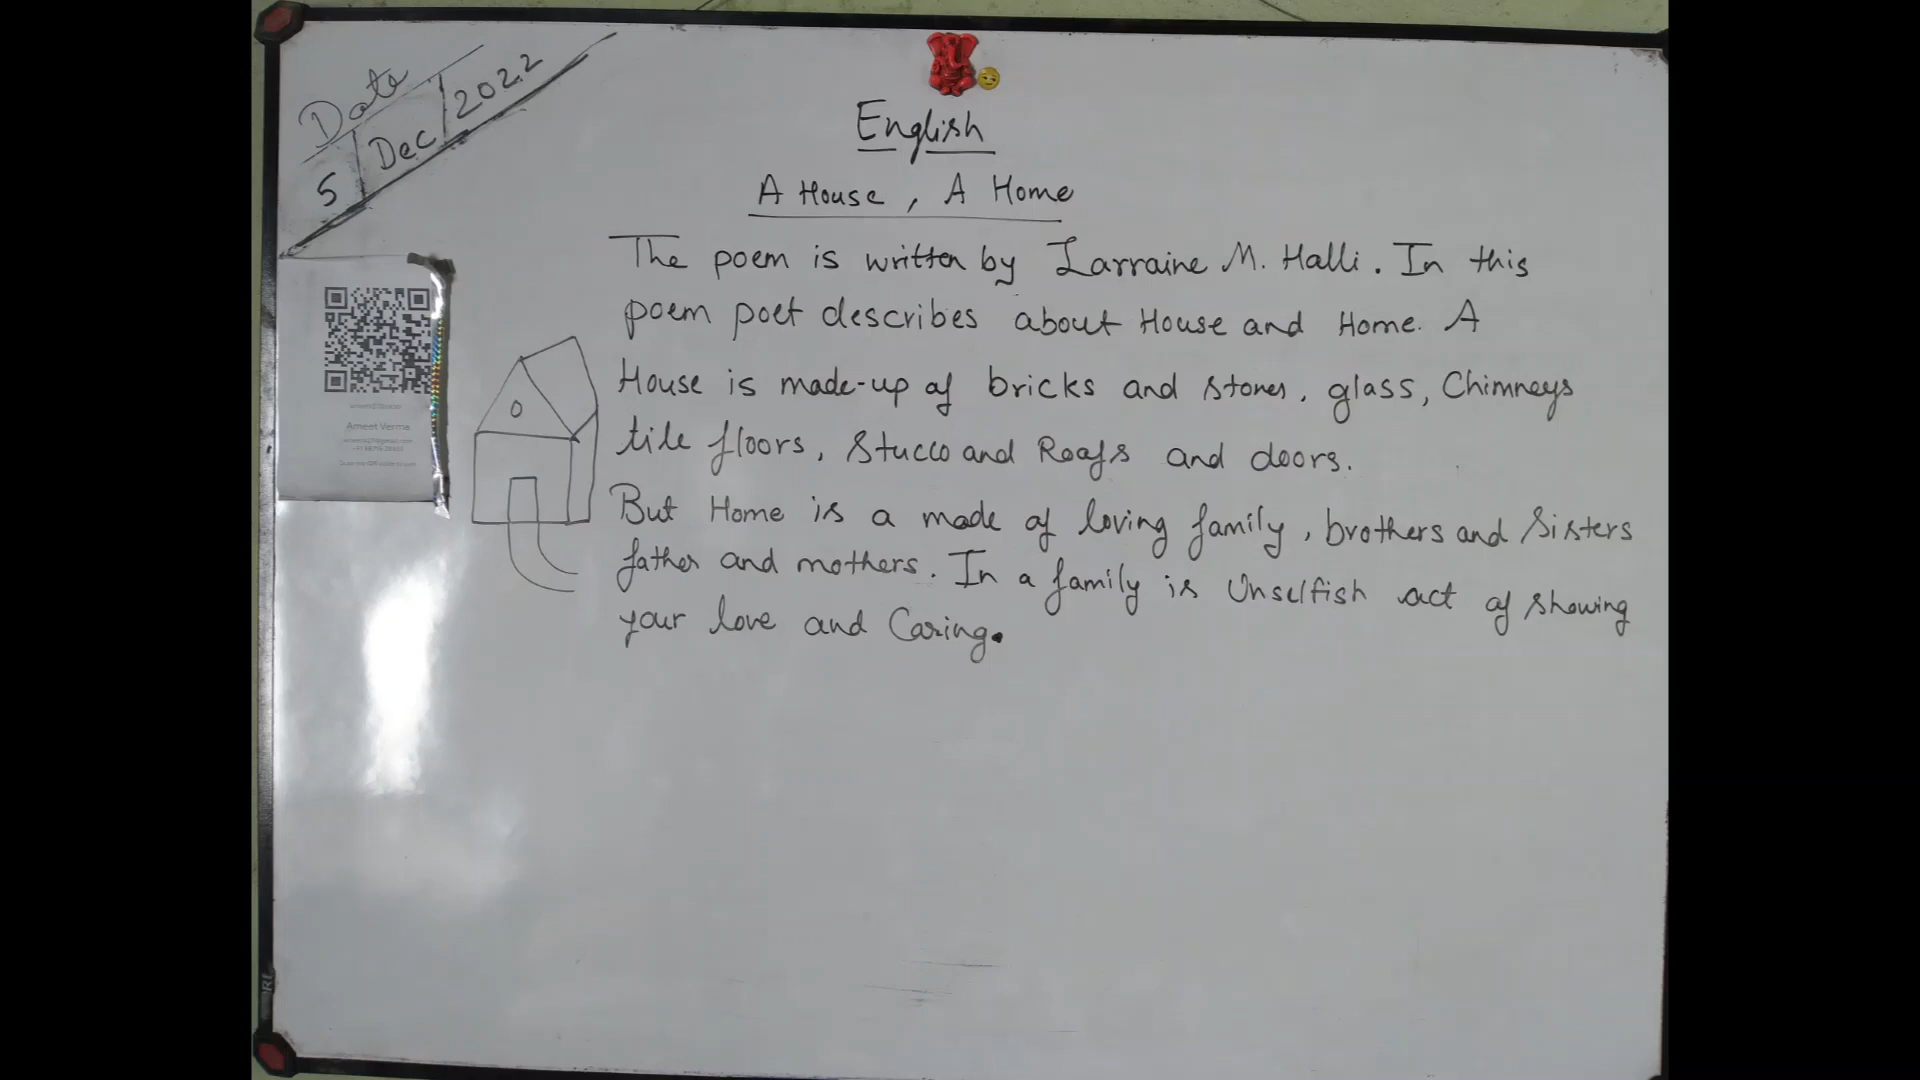 Date
5 Dec 2022
English
A House, A Home
The poem is written by Larraine M. Halli. In this
poem poet describes about House and Home. A
House is made-up of bricks and stones, glass, Chimneys
tile floors, Stucco and Roofs and doors.
But Home is a made of loving family, brothers and Sisters
father and mothers. In a family is Unselfish act of showing
your love and Caring.
Ameet Verma